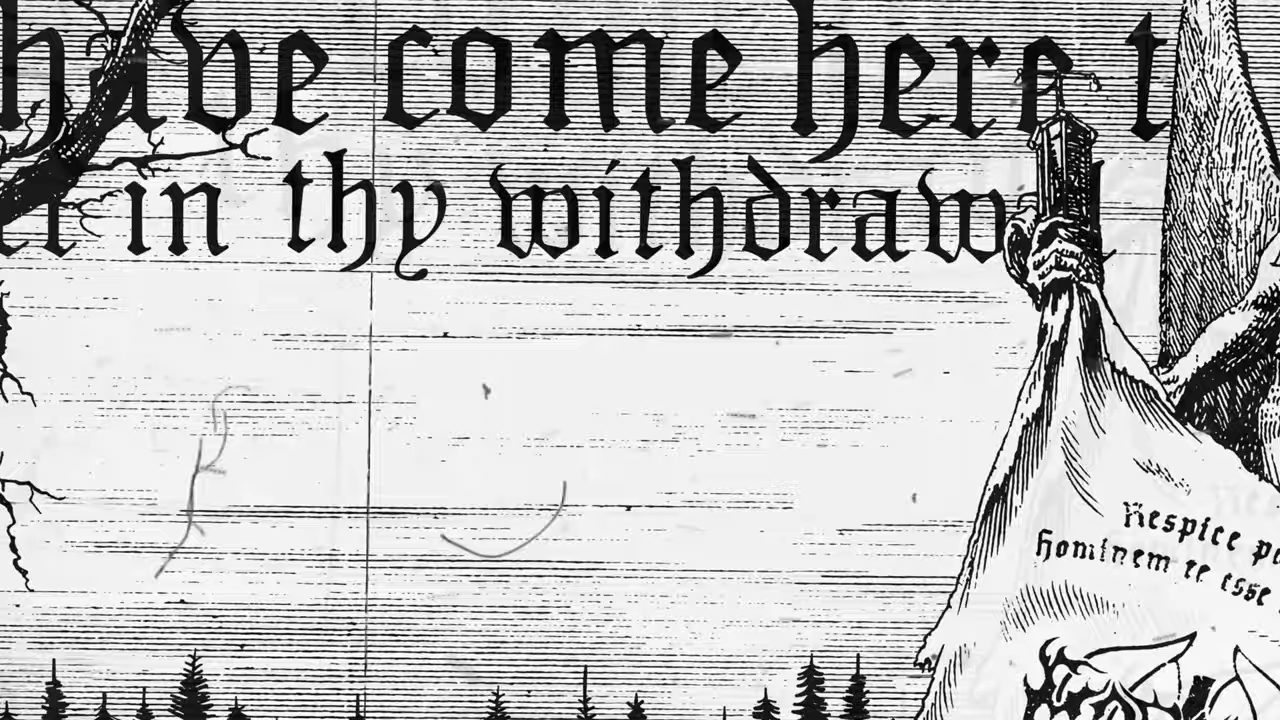 have come here t
in thy withdraw
Respice p
Hominem te esse